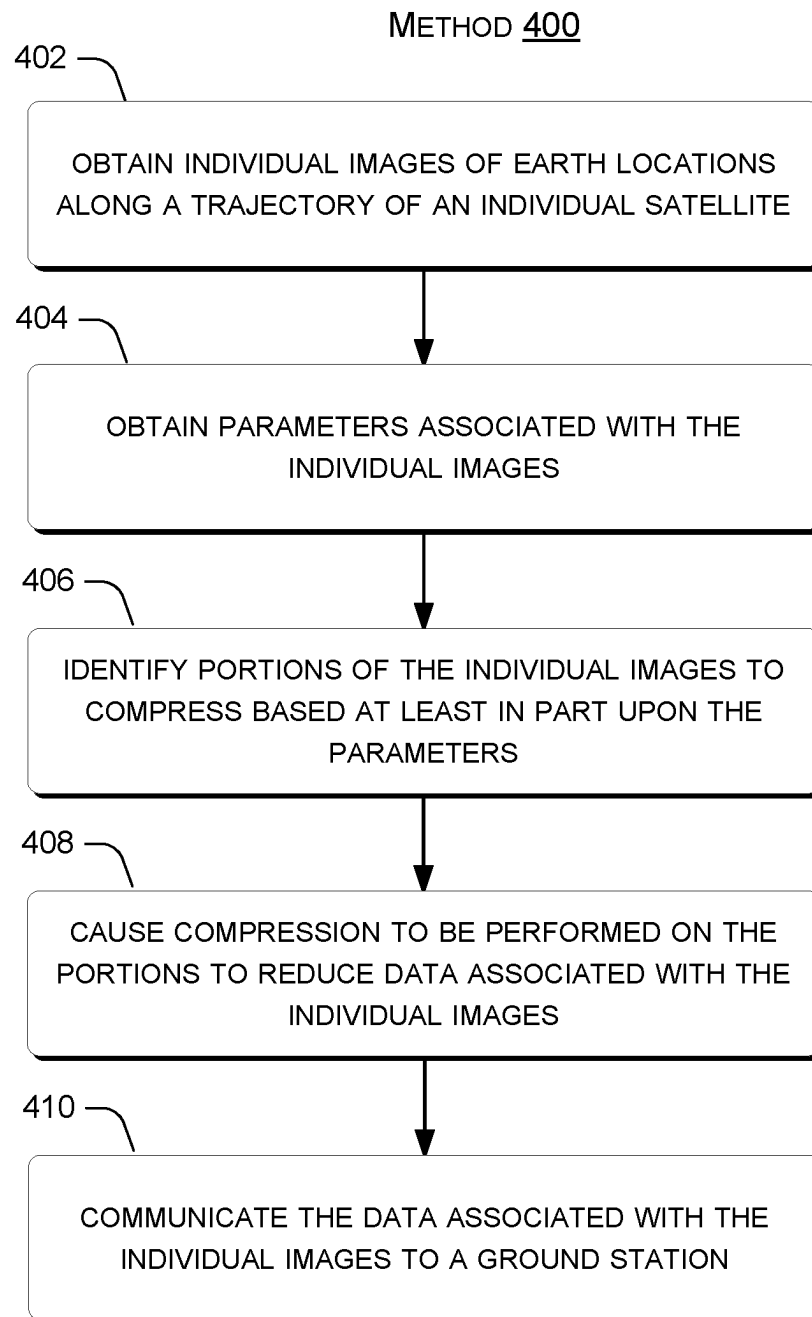 METHOD 400
402
OBTAIN INDIVIDUAL IMAGES OF EARTH LOCATIONS
ALONG A TRAJECTORY OF AN INDIVIDUAL SATELLITE
404
OBTAIN PARAMETERS ASSOCIATED WITH THE
INDIVIDUAL IMAGES
406
IDENTIFY PORTIONS OF THE INDIVIDUAL IMAGES TO
COMPRESS BASED AT LEAST IN PART UPON THE
PARAMETERS
408
CAUSE COMPRESSION TO BE PERFORMED ON THE
PORTIONS TO REDUCE DATA ASSOCIATED WITH THE
INDIVIDUAL IMAGES
410
COMMUNICATE THE DATA ASSOCIATED WITH THE
INDIVIDUAL IMAGES TO A GROUND STATION